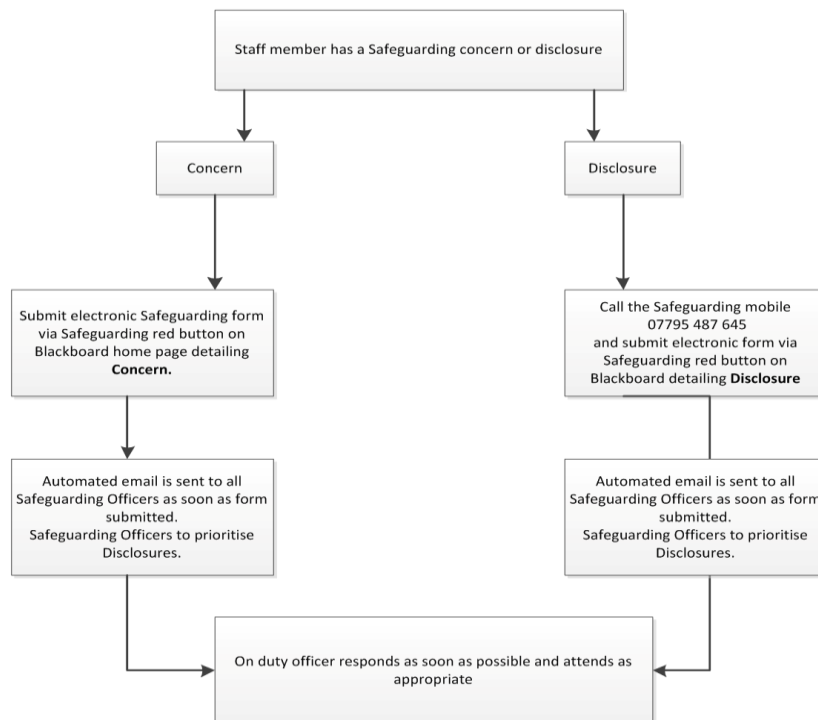 Staff member has a Safeguarding concern or disclosure
Concern
Disclosure
Submit electronic Safeguarding form
via Safeguarding red button on
Blackboard home page detailing
Concern.
Call the Safeguarding mobile
07795 487 645
and submit electronic form via
Safeguarding red button on
Blackboard detailing Disclosure
Automated email is sent to all
Safeguarding Officers as soon as form
submitted.
Safeguarding Officers to prioritise
Disclosures.
Automated email is sent to all
Safeguarding Officers as soon as form
submitted.
Safeguarding Officers to prioritise
Disclosures.
On duty officer responds as soon as possible and attends as
appropriate